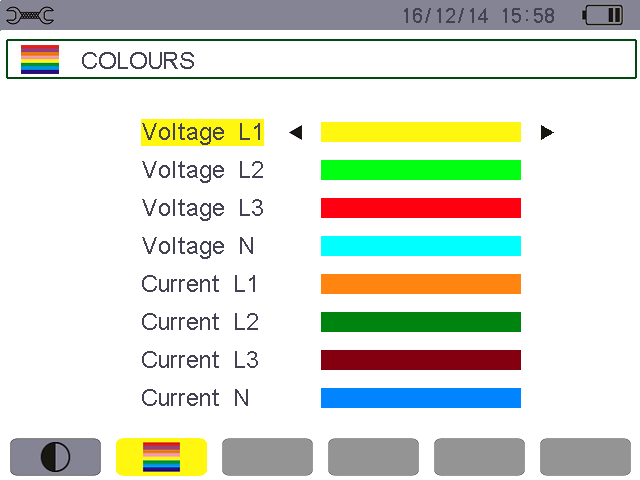 16/12/14 15:58
COLOURS
Voltage L1
Voltage L2
Voltage L3
Voltage N
Current L1
Current L2
Current L3
Current N